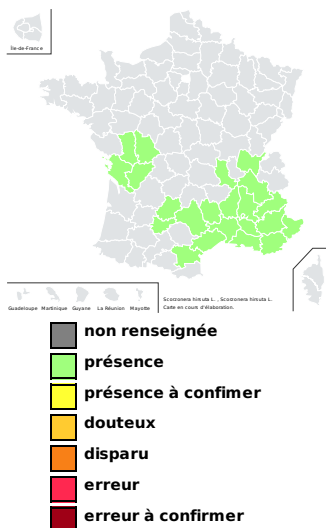 Île-de-France
Guadeloupe Martinique Guyane La Réunion Mayotte
Scorzonera hirsuta L. , Scorzonera hirsuta L.
Carte en cours d'élaboration.
non renseignée
présence
présence à confimer
douteux
disparu
erreur
erreur à confirmer